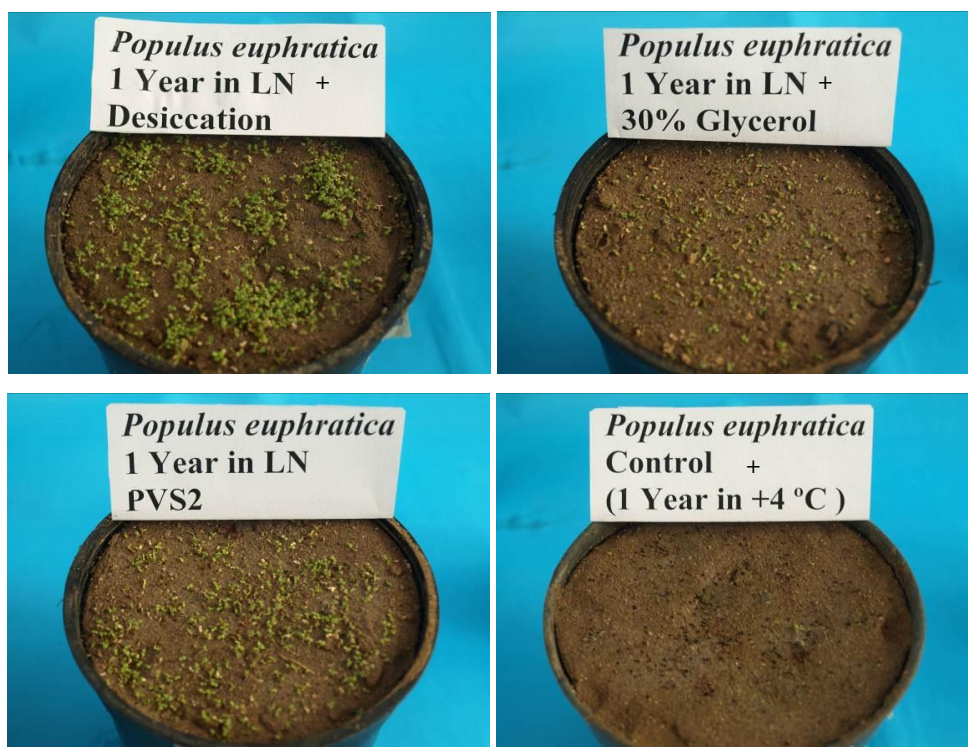 Populus euphratica
1 Year in LN +
Desiccation
Populus euphratica
1 Year in LN +
30% Glycerol
Populus euphratica
1 Year in LN
PVS2
Populus euphratica
Control +
(1 Year in +4 ºC )